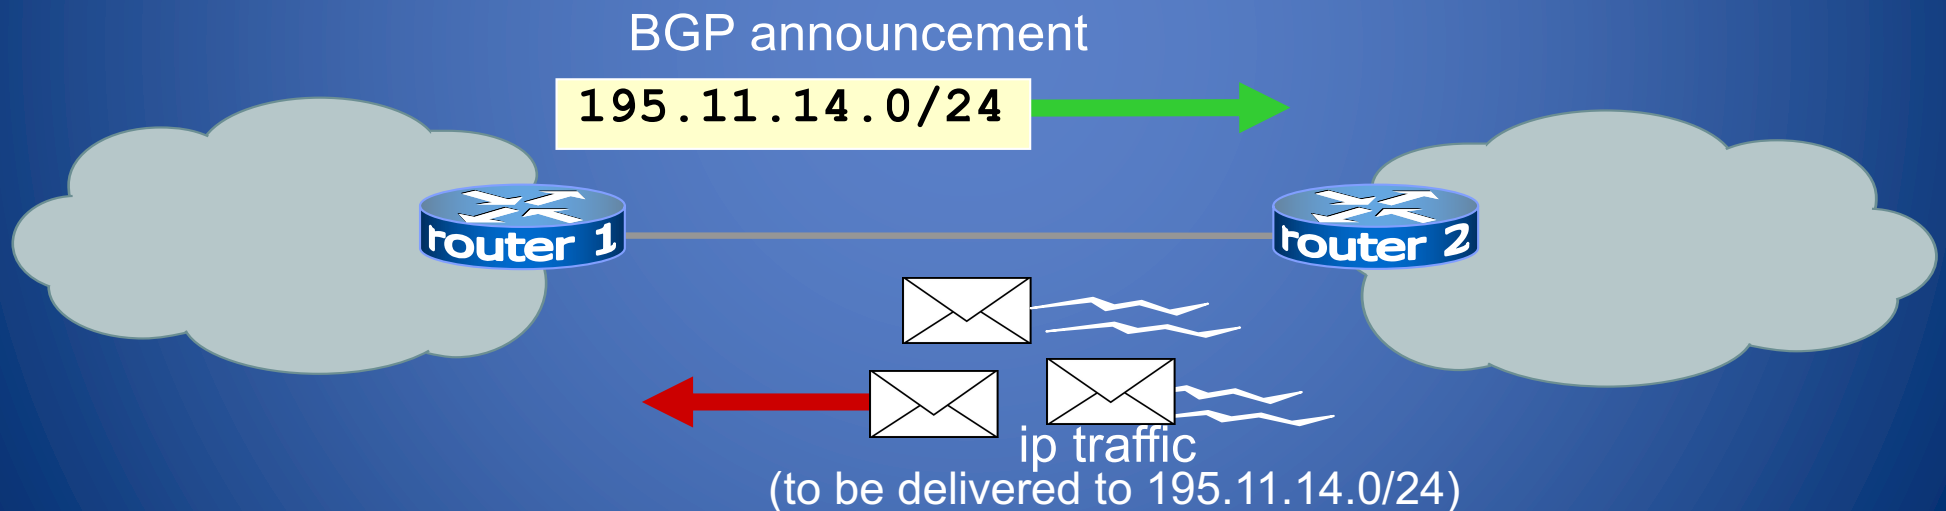 BGP announcement
195.11.14.0/24
router 1
router 2
ip traffic
(to be delivered to 195.11.14.0/24)